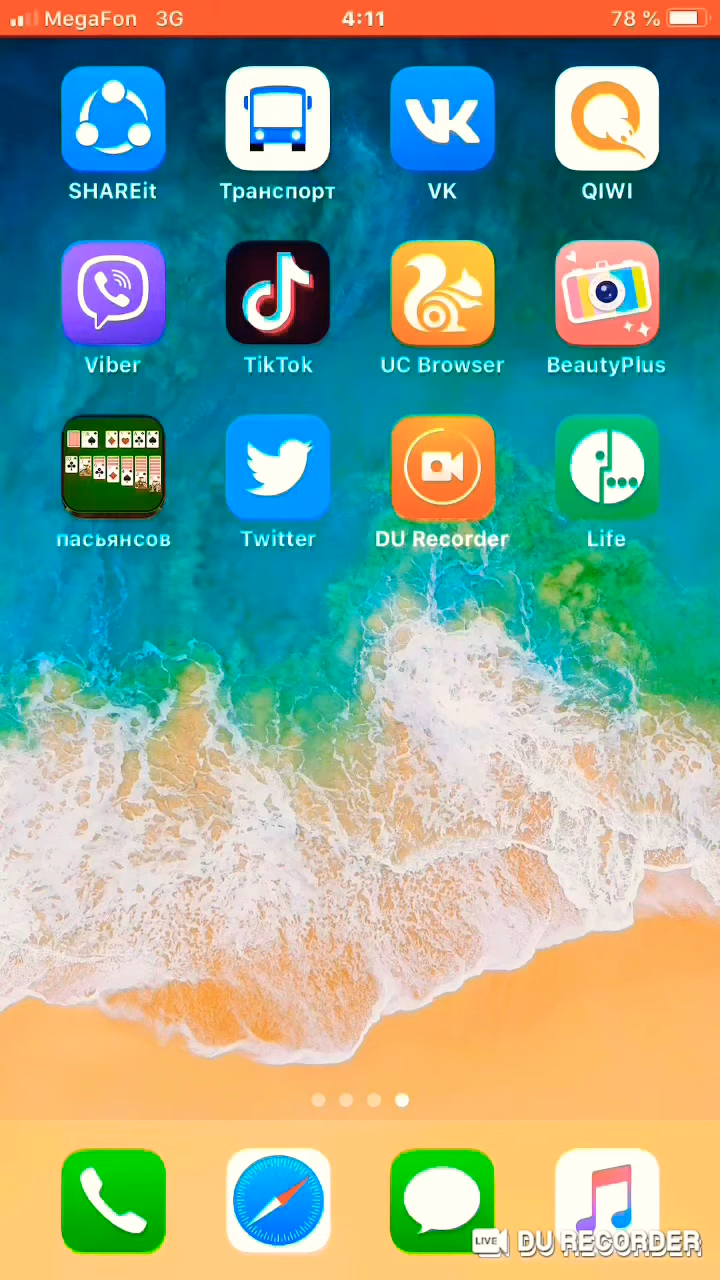 MegaFon 3G 4:11 78 %
SHAREit Транспорт VK QIWI
Viber TikTok UC Browser BeautyPlus
пасьянсов Twitter DU Recorder Life
LIVE DU RECORDER